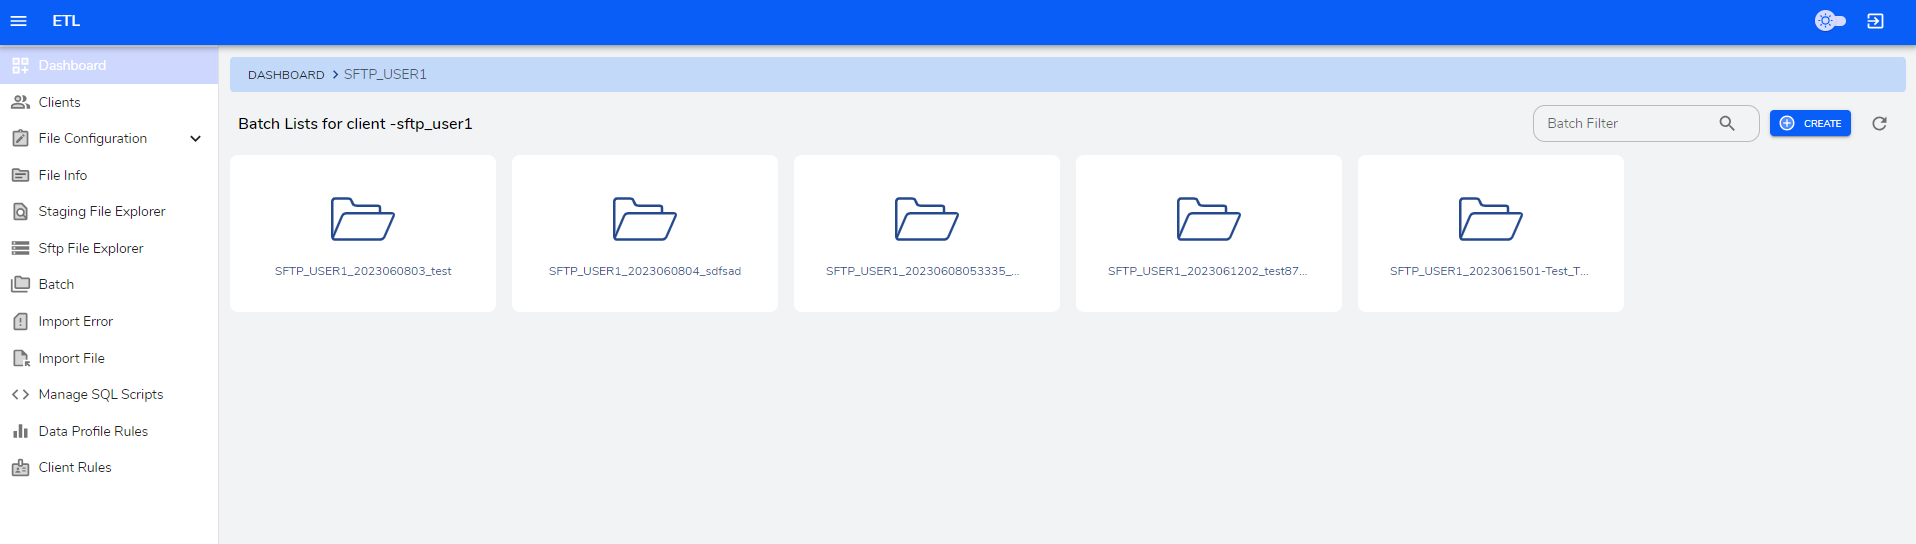 ETL
Dashboard
Clients
File Configuration
File Info
Staging File Explorer
Sftp File Explorer
Batch
Import Error
Import File
Manage SQL Scripts
Data Profile Rules
Client Rules
DASHBOARD > SFTP_USER1
Batch Lists for client -sftp_user1
Batch Filter
CREATE
SFTP_USER1_2023060803_test
SFTP_USER1_2023060804_sdfsad
SFTP_USER1_20230608053335_...
SFTP_USER1_2023061202_test87...
SFTP_USER1_2023061501-Test_T...